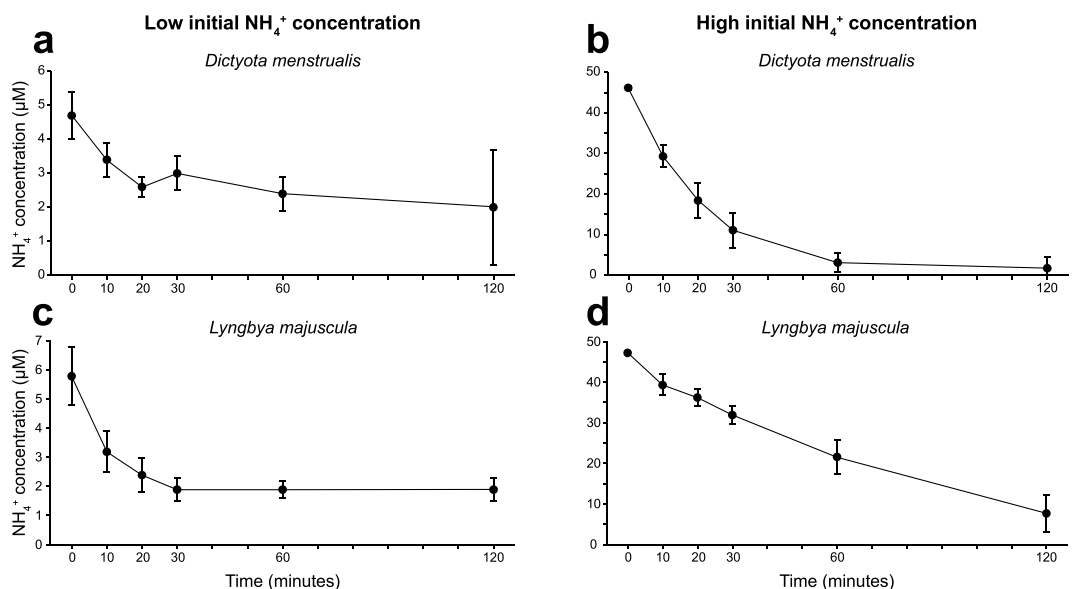 Low initial NH₄⁺ concentration
High initial NH₄⁺ concentration
a
Dictyota menstrualis
NH₄⁺ concentration (µM)
6
5
4
3
2
1
0
0 10 20 30 60 120
b
Dictyota menstrualis
50
40
30
20
10
0
0 10 20 30 60 120
c
Lyngbya majuscula
NH₄⁺ concentration (µM)
7
6
5
4
3
2
1
0
0 10 20 30 60 120
Time (minutes)
d
Lyngbya majuscula
50
40
30
20
10
0
0 10 20 30 60 120
Time (minutes)